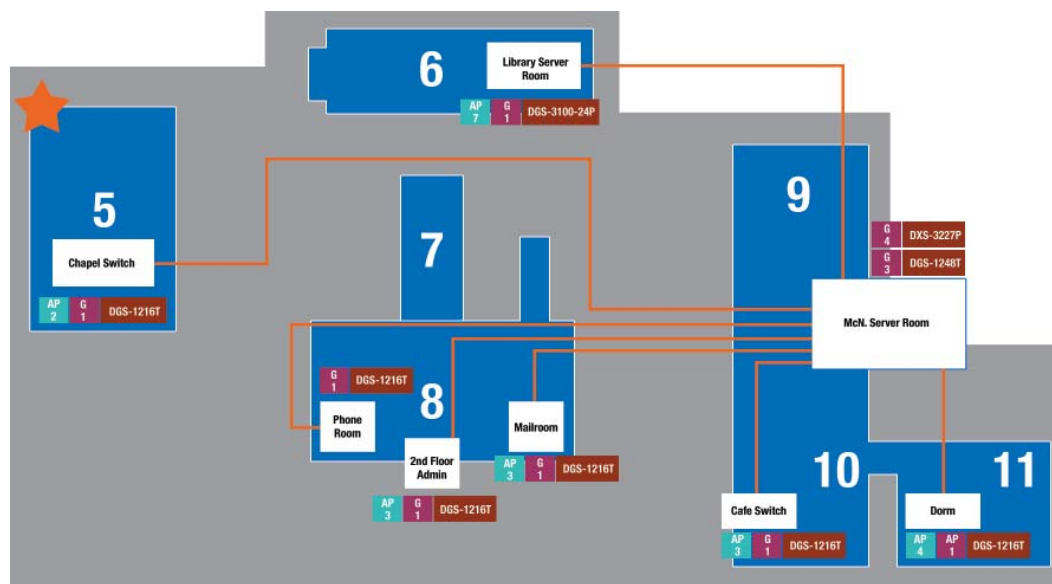 6
Library Server
Room
AP
7
G
1
DGS-3100-24P
5
Chapel Switch
AP
2
G
1
DGS-1216T
7
9
G
4
DXS-3227P
G
3
DGS-1248T
McN. Server Room
G
1
DGS-1216T
Phone
Room
8
2nd Floor
Admin
AP
3
G
1
DGS-1216T
Mailroom
AP
3
G
1
DGS-1216T
10
Cafe Switch
AP
3
G
1
DGS-1216T
11
Dorm
AP
4
AP
1
DGS-1216T